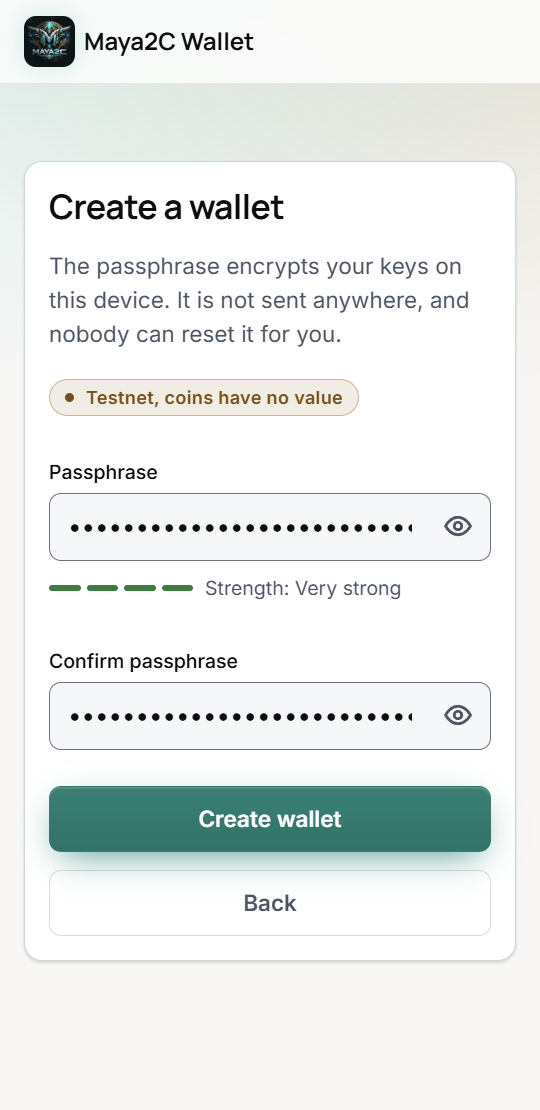 MAYA2C
Maya2C Wallet
Create a wallet
The passphrase encrypts your keys on
this device. It is not sent anywhere, and
nobody can reset it for you.
Testnet, coins have no value
Passphrase
Strength: Very strong
Confirm passphrase
Create wallet
Back